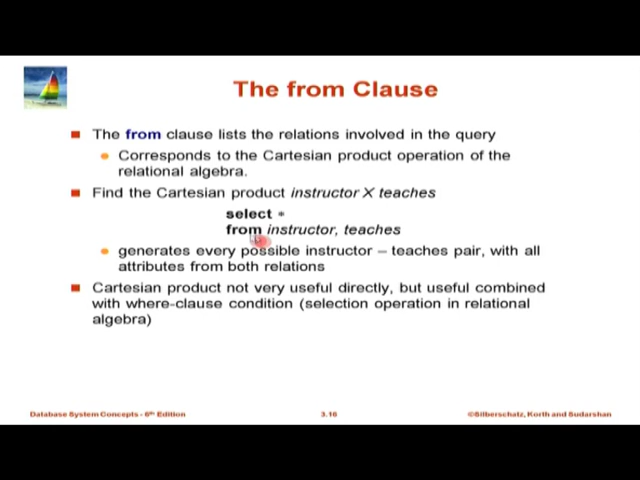 The from Clause
The from clause lists the relations involved in the query
Corresponds to the Cartesian product operation of the
relational algebra.
Find the Cartesian product instructor X teaches
select *
from instructor, teaches
generates every possible instructor – teaches pair, with all
attributes from both relations
Cartesian product not very useful directly, but useful combined
with where-clause condition (selection operation in relational
algebra)
Database System Concepts - 6th Edition
3.16
©Silberschatz, Korth and Sudarshan